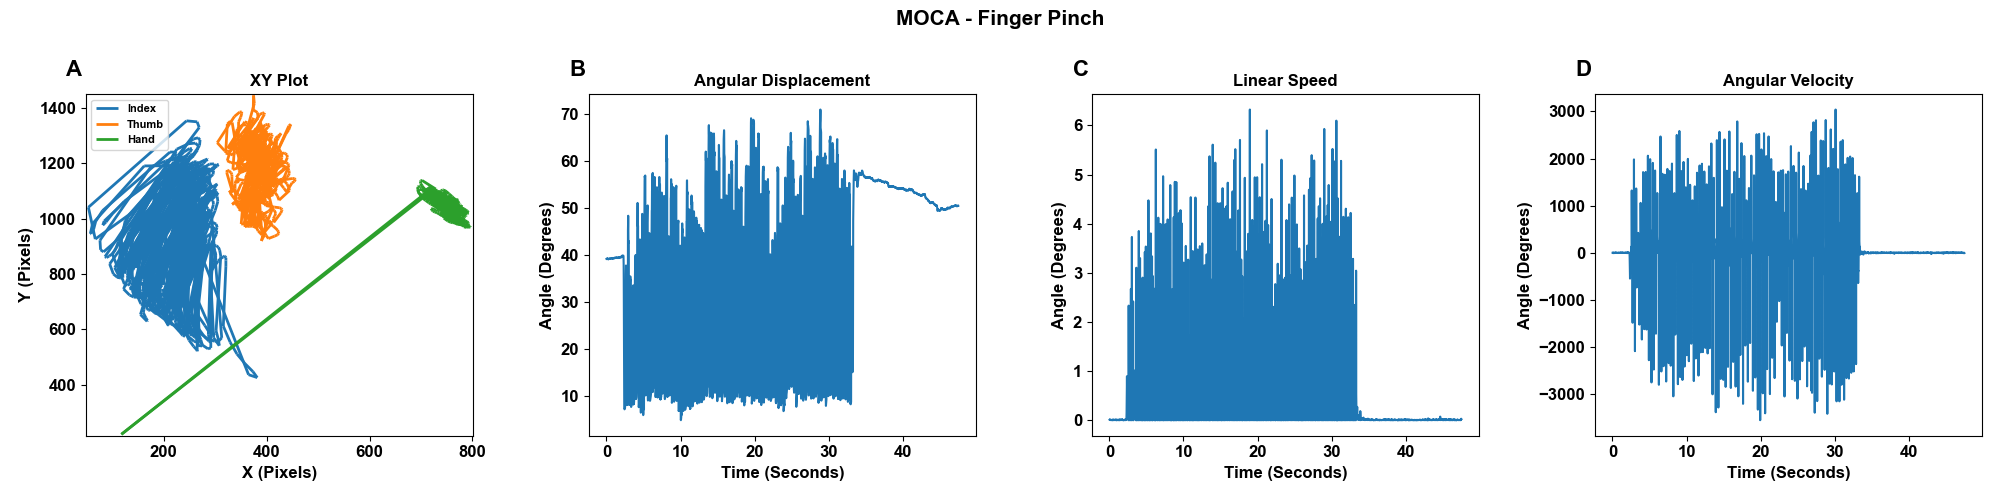 MOCA - Finger Pinch
A
XY Plot
Index
Thumb
Hand
1400
1200
1000
800
600
400
200
400
600
800
Y (Pixels)
X (Pixels)
B
Angular Displacement
70
60
50
40
30
20
10
0
10
20
30
40
Angle (Degrees)
Time (Seconds)
C
Linear Speed
6
5
4
3
2
1
0
0
10
20
30
40
Angle (Degrees)
Time (Seconds)
D
Angular Velocity
3000
2000
1000
0
−1000
−2000
−3000
0
10
20
30
40
Angle (Degrees)
Time (Seconds)